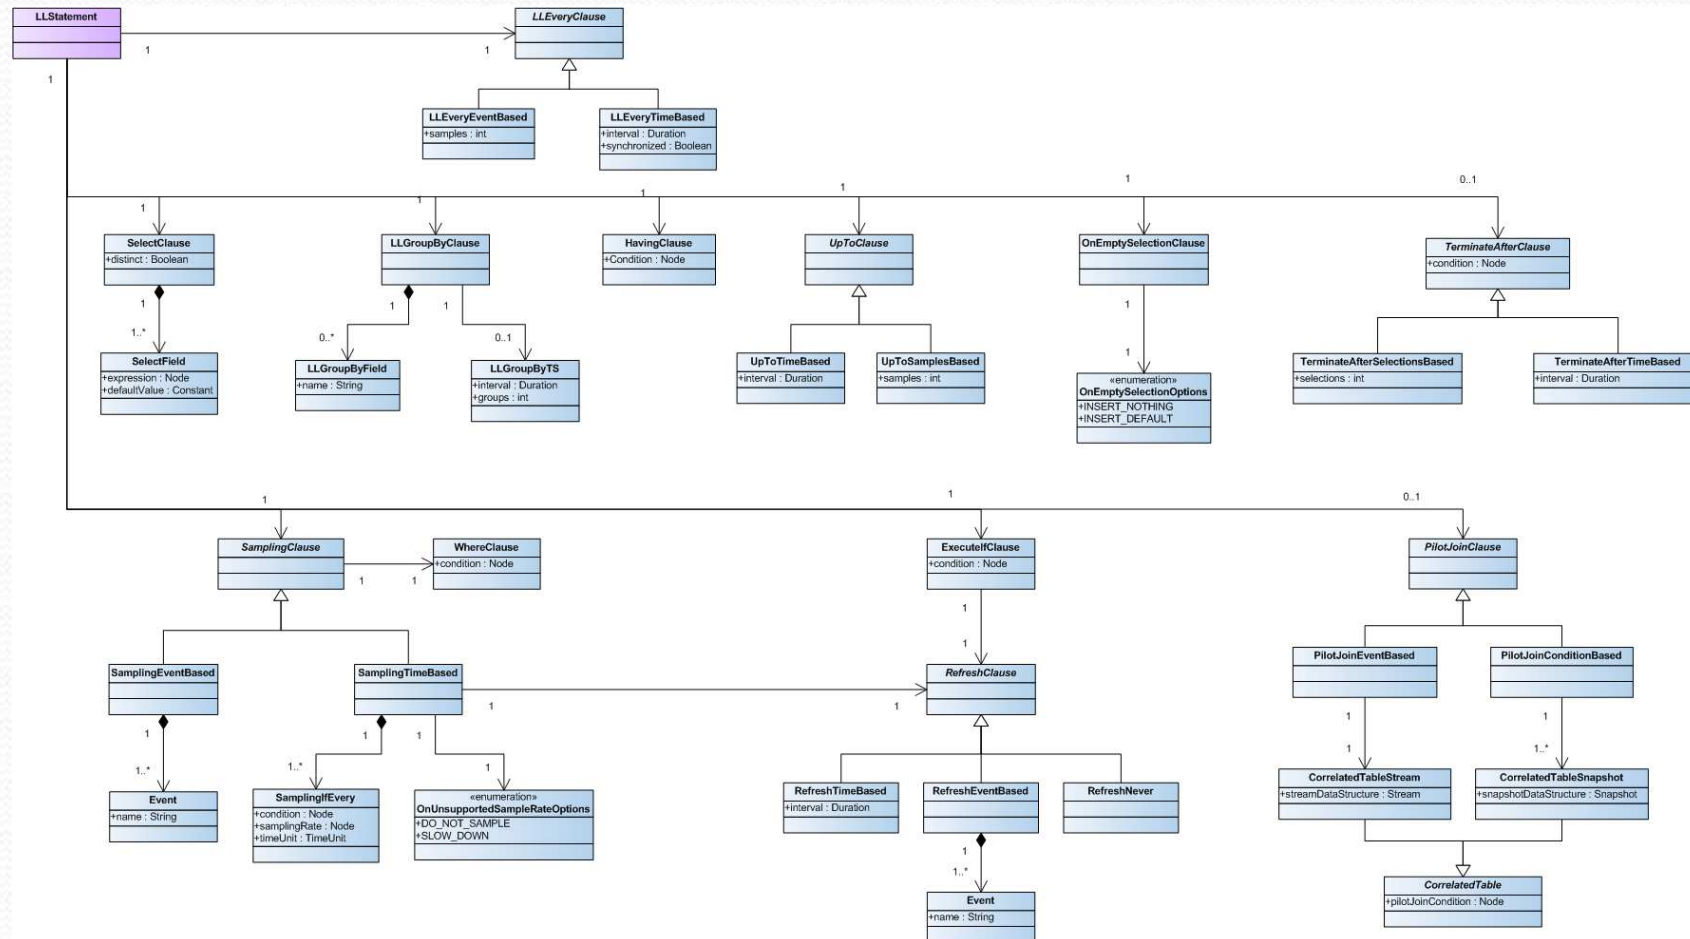 LLStatement
LLEveryClause
1
1
1
LLEveryEventBased
+samples : int
LLEveryTimeBased
+interval : Duration
+synchronized : Boolean
1
1
1
1
1
0..1
SelectClause
+distinct : Boolean
LLGroupByClause
HavingClause
+Condition : Node
UpToClause
OnEmptySelectionClause
TerminateAfterClause
+condition : Node
1
1
1
1
1..*
0..*
0..1
1
SelectField
+expression : Node
+defaultValue : Constant
LLGroupByField
+name : String
LLGroupByTS
+interval : Duration
+groups : int
UpToTimeBased
+interval : Duration
UpToSamplesBased
+samples : int
«enumeration»
OnEmptySelectionOptions
+INSERT_NOTHING
+INSERT_DEFAULT
TerminateAfterSelectionsBased
+selections : int
TerminateAfterTimeBased
+interval : Duration
1
1
0..1
SamplingClause
WhereClause
+condition : Node
ExecuteIfClause
+condition : Node
PilotJoinClause
1
1
1
1
SamplingEventBased
SamplingTimeBased
RefreshClause
PilotJoinEventBased
PilotJoinConditionBased
1
1
1
1
1
1
1
1..*
1..*
1
1
1..*
Event
+name : String
SamplingIfEvery
+condition : Node
+samplingRate : Node
+timeUnit : TimeUnit
«enumeration»
OnUnsupportedSampleRateOptions
+DO_NOT_SAMPLE
+SLOW_DOWN
RefreshTimeBased
+interval : Duration
RefreshEventBased
RefreshNever
CorrelatedTableStream
+streamDataStructure : Stream
CorrelatedTableSnapshot
+snapshotDataStructure : Snapshot
1
1..*
Event
+name : String
CorrelatedTable
+pilotJoinCondition : Node